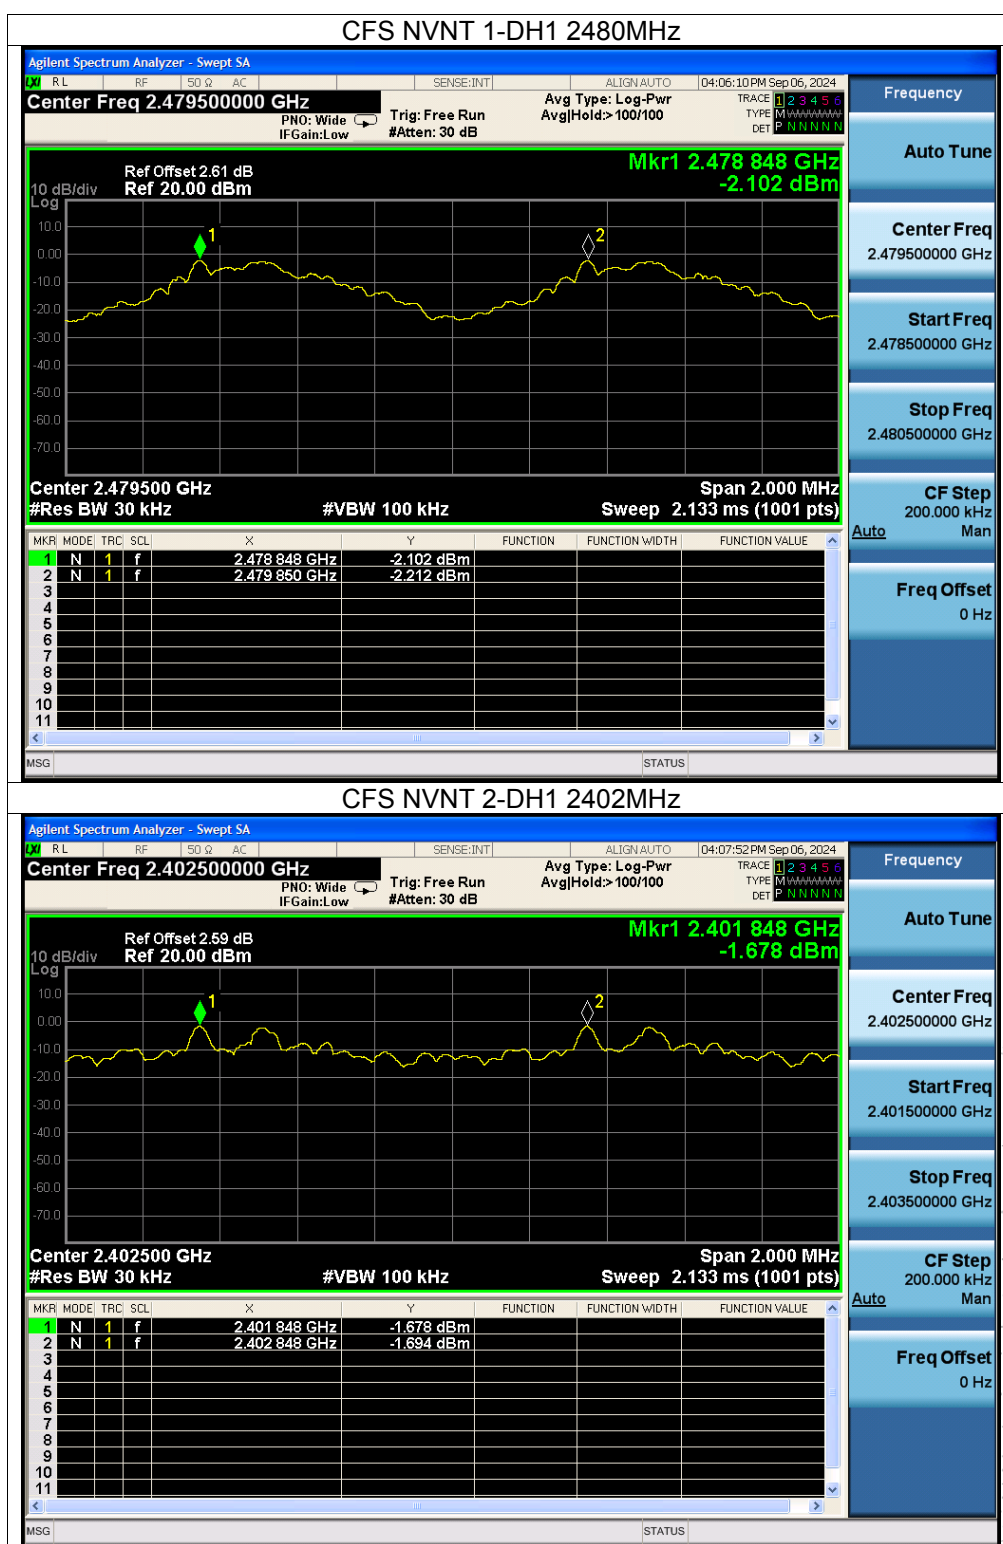 CFS NVNT 1-DH1 2480MHz
Agilent Spectrum Analyzer - Swept SA
LXI RL RF 50 Ω AC SENSE:INT ALIGN AUTO 04:06:10 PM Sep 06, 2024
Center Freq 2.479500000 GHz
PNO: Wide
IFGain:Low
Trig: Free Run
#Atten: 30 dB
Avg Type: Log-Pwr
Avg|Hold:>100/100
TRACE 1 2 3 4 5 6
TYPE M W W W W W
DET P N N N N N
Ref Offset 2.61 dB
Ref 20.00 dBm
10 dB/div
Log
Mkr1 2.478 848 GHz
-2.102 dBm
10.0
0.00
-10.0
-20.0
-30.0
-40.0
-50.0
-60.0
-70.0
1
2
Center 2.479500 GHz Span 2.000 MHz
#Res BW 30 kHz #VBW 100 kHz Sweep 2.133 ms (1001 pts)
MKR MODE TRC SCL X Y FUNCTION FUNCTION WIDTH FUNCTION VALUE
1 N 1 f 2.478 848 GHz -2.102 dBm
2 N 1 f 2.479 850 GHz -2.212 dBm
3
4
5
6
7
8
9
10
11
MSG STATUS
Frequency
Auto Tune
Center Freq
2.479500000 GHz
Start Freq
2.478500000 GHz
Stop Freq
2.480500000 GHz
CF Step
200.000 kHz
Auto Man
Freq Offset
0 Hz
CFS NVNT 2-DH1 2402MHz
Agilent Spectrum Analyzer - Swept SA
LXI RL RF 50 Ω AC SENSE:INT ALIGN AUTO 04:07:52 PM Sep 06, 2024
Center Freq 2.402500000 GHz
PNO: Wide
IFGain:Low
Trig: Free Run
#Atten: 30 dB
Avg Type: Log-Pwr
Avg|Hold:>100/100
TRACE 1 2 3 4 5 6
TYPE M W W W W W
DET P N N N N N
Ref Offset 2.59 dB
Ref 20.00 dBm
10 dB/div
Log
Mkr1 2.401 848 GHz
-1.678 dBm
10.0
0.00
-10.0
-20.0
-30.0
-40.0
-50.0
-60.0
-70.0
1
2
Center 2.402500 GHz Span 2.000 MHz
#Res BW 30 kHz #VBW 100 kHz Sweep 2.133 ms (1001 pts)
MKR MODE TRC SCL X Y FUNCTION FUNCTION WIDTH FUNCTION VALUE
1 N 1 f 2.401 848 GHz -1.678 dBm
2 N 1 f 2.402 848 GHz -1.694 dBm
3
4
5
6
7
8
9
10
11
MSG STATUS
Frequency
Auto Tune
Center Freq
2.402500000 GHz
Start Freq
2.401500000 GHz
Stop Freq
2.403500000 GHz
CF Step
200.000 kHz
Auto Man
Freq Offset
0 Hz